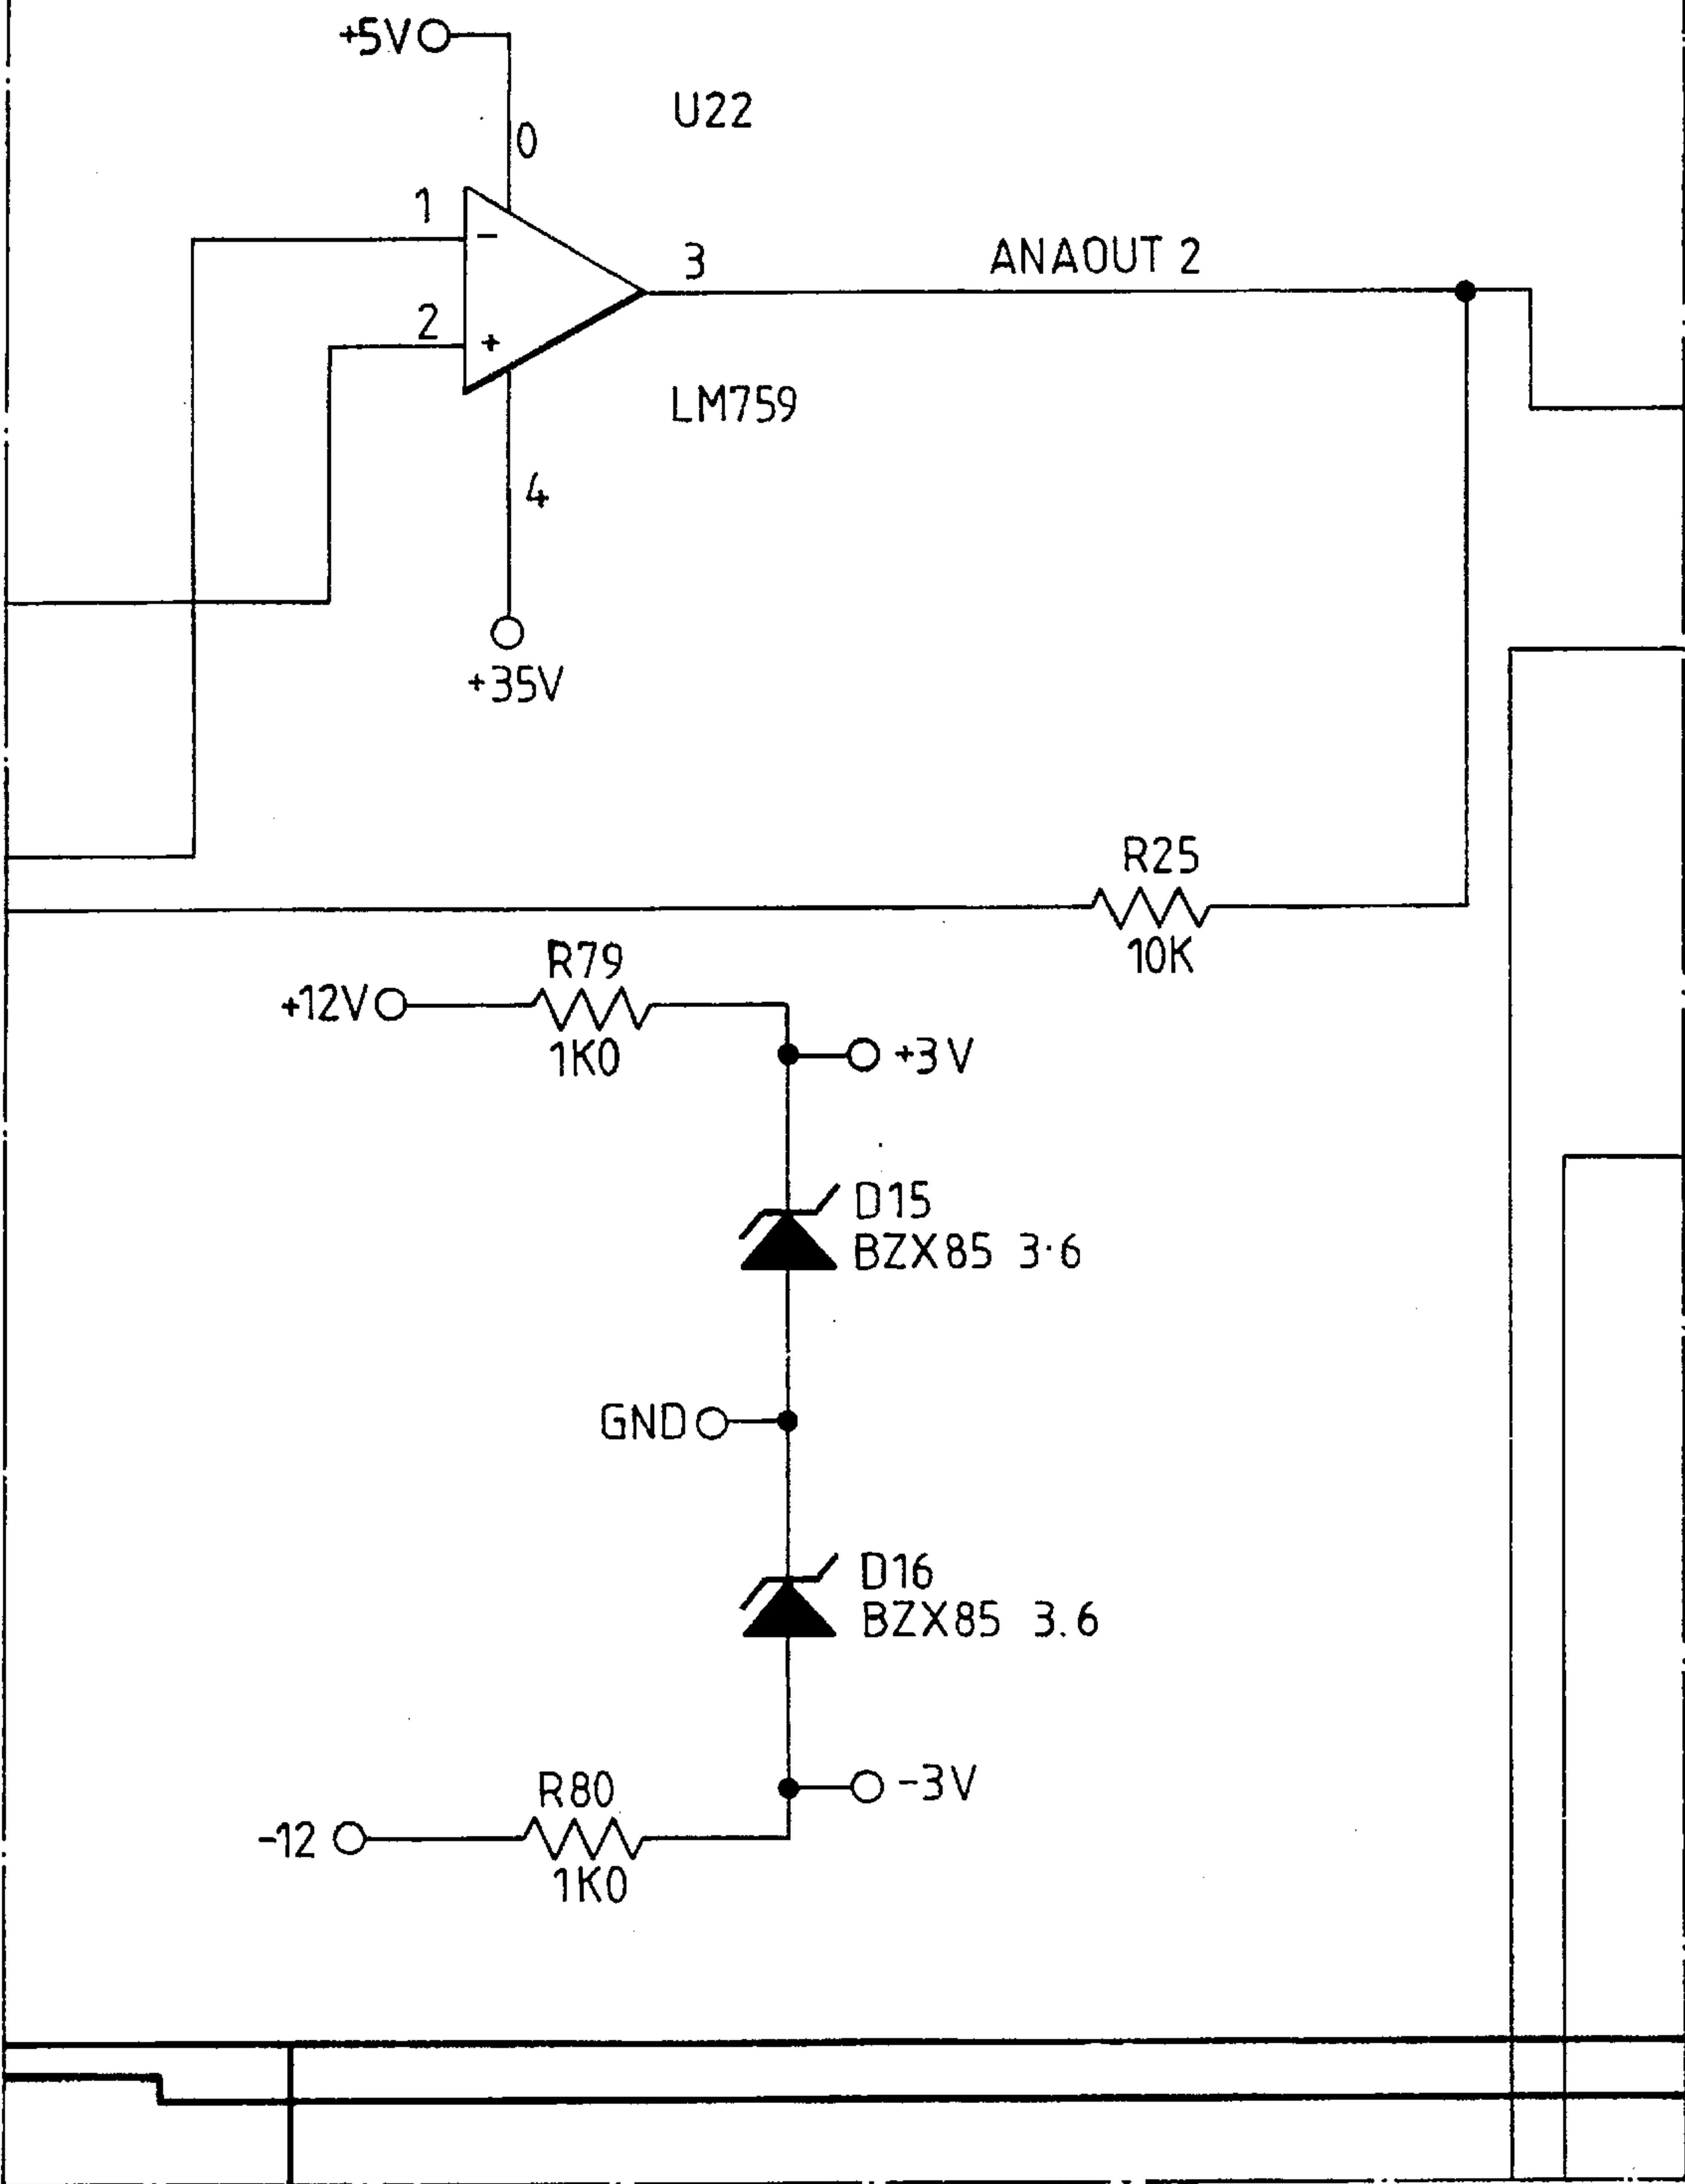 +5V
U22
0
1
-
3
ANAOUT 2
2
+
LM759
4
+35V
R25
10K
R79
+12V
1K0
+3V
D15
BZX85 3·6
GND
D16
BZX85 3.6
R80
-3V
-12
1K0